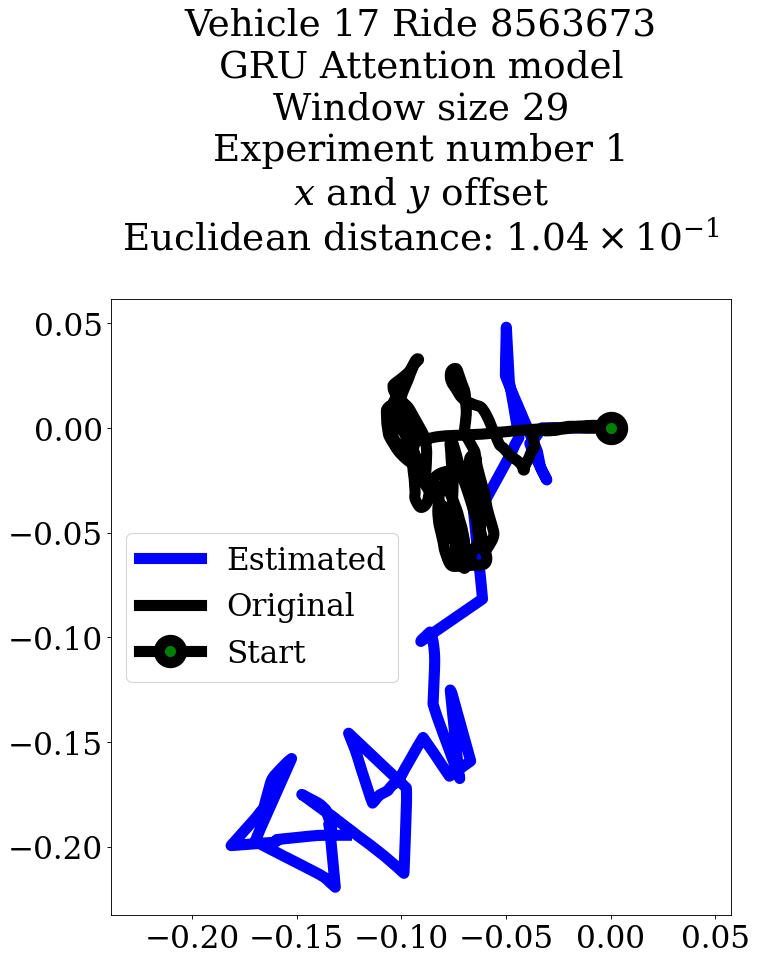 Vehicle 17 Ride 8563673
GRU Attention model
Window size 29
Experiment number 1
x and y offset
Euclidean distance: 1.04 × 10⁻¹
0.05
0.00
−0.05
−0.10
−0.15
−0.20
Estimated
Original
Start
−0.20 −0.15 −0.10 −0.05 0.00 0.05